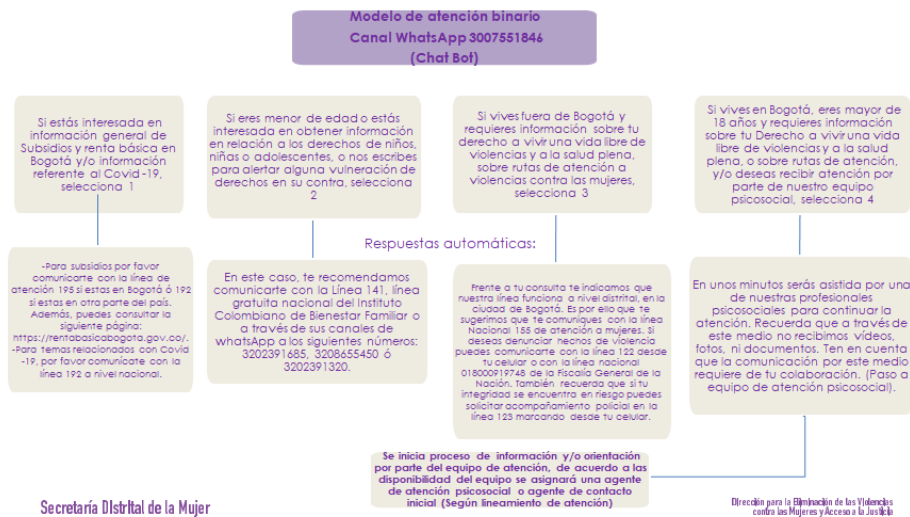 Modelo de atención binario
Canal WhatsApp 3007551846
(Chat Bot)
Si estás interesada en
información general de
Subsidios y renta básica en
Bogotá y/o información
referente al Covid -19,
selecciona 1
Si eres menor de edad o estás
interesada en obtener información
en relación a los derechos de niños,
niñas o adolescentes, o nos escribes
para alertar alguna vulneración de
derechos en su contra, selecciona
2
Si vives fuera de Bogotá y
requieres información sobre tu
derecho a vivir una vida libre de
violencias y a la salud plena,
sobre rutas de atención a
violencias contra las mujeres,
selecciona 3
Si vives en Bogotá, eres mayor de
18 años y requieres información
sobre tu Derecho a vivir una vida
libre de violencias y a la salud
plena, o sobre rutas de atención,
y/o deseas recibir atención por
parte de nuestro equipo
psicosocial, selecciona 4
Respuestas automáticas:
-Para subsidios por favor
comunicarte con la línea de
atención 195 si estas en Bogotá ó 192
si estas en otra parte del país.
Además, puedes consultar la
siguiente página:
https://rentabasicabogota.gov.co/.
-Para temas relacionados con Covid
-19, por favor comunicate con la
línea 192 a nivel nacional.
En este caso, te recomendamos
comunicarte con la Línea 141, línea
gratuita nacional del Instituto
Colombiano de Bienestar Familiar o
a través de sus canales de
whatsApp a los siguientes números:
3202391685, 3208655450 ó
3202391320.
Frente a tu consulta te indicamos que
nuestra línea funciona a nivel distrital, en la
ciudad de Bogotá. Es por ello que te
sugerimos que te comuniques con la línea
Nacional 155 de atención a mujeres. Si
deseas denunciar hechos de violencia
puedes comunicarte con la línea 122 desde
tu celular o con la línea nacional
018000919748 de la Fiscalía General de la
Nación. También recuerda que si tu
integridad se encuentra en riesgo puedes
solicitar acompañamiento policial en la
línea 123 marcando desde tu celular.
En unos minutos serás asistida por una
de nuestras profesionales
psicosociales para continuar la
atención. Recuerda que a través de
este medio no recibimos vídeos,
fotos, ni documentos. Ten en cuenta
que la comunicación por este medio
requiere de tu colaboración. (Paso a
equipo de atención psicosocial).
Se inicia proceso de información y/o orientación
por parte del equipo de atención, de acuerdo a las
disponibilidad del equipo se asignará una agente
de atención psicosocial o agente de contacto
inicial (Según lineamiento de atención)
Secretaría Distrital de la Mujer
Dirección para la Eliminación de las Violencias
contra las Mujeres y Acceso a la Justicia